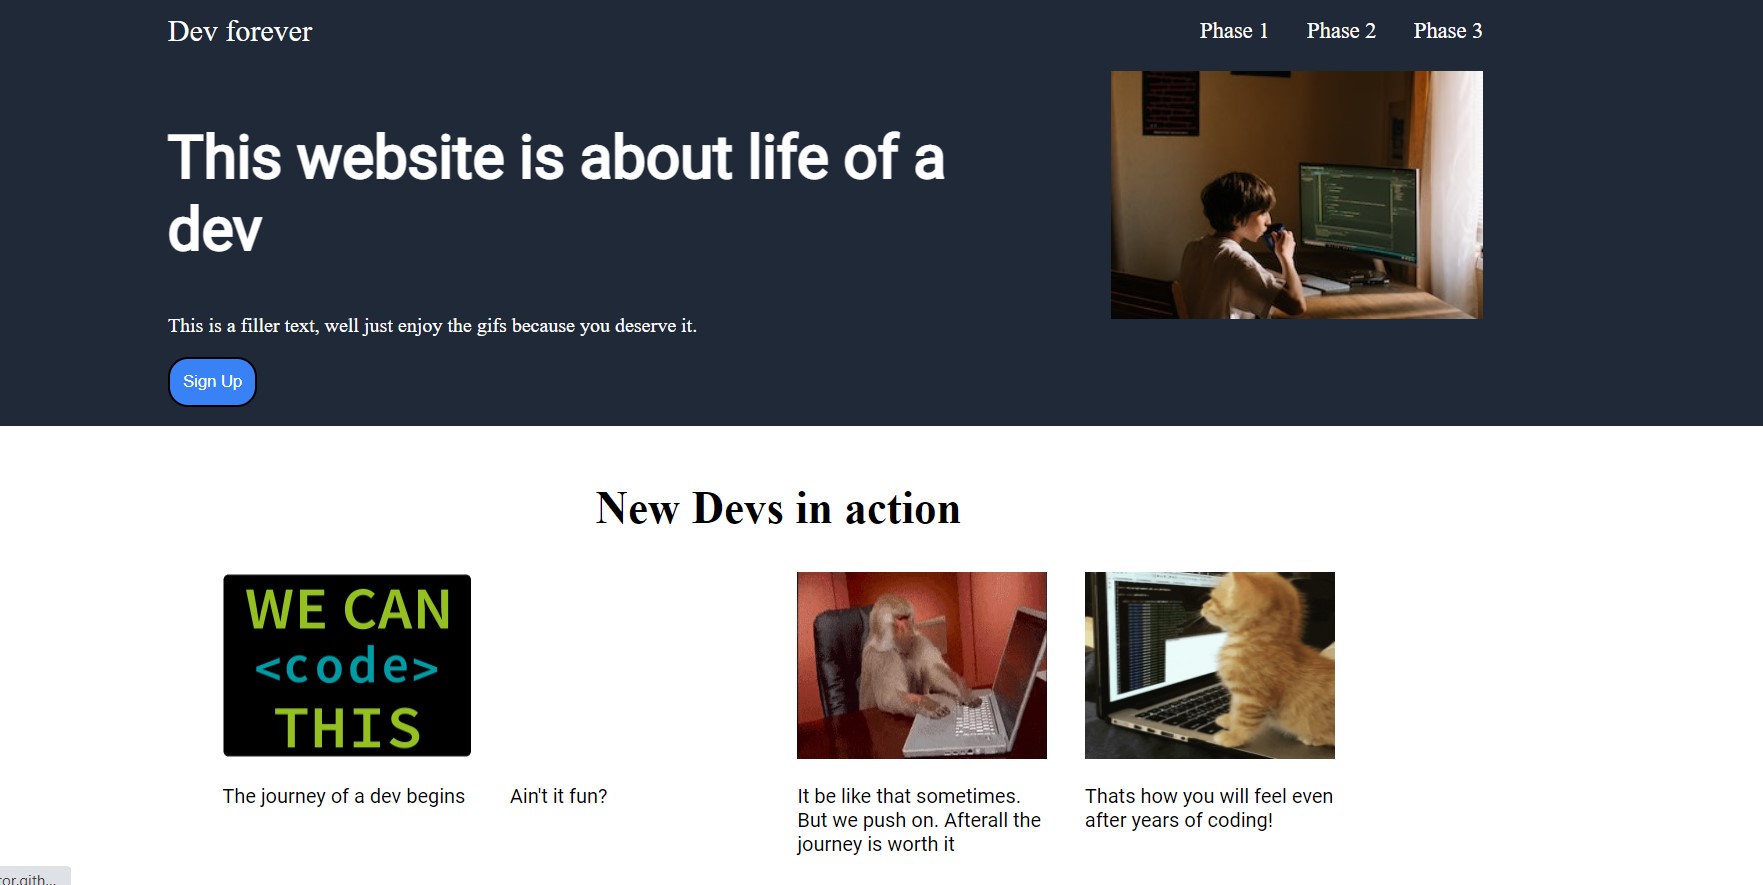 Dev forever
Phase 1
Phase 2
Phase 3
This website is about life of a
dev
This is a filler text, well just enjoy the gifs because you deserve it.
Sign Up
New Devs in action
WE CAN
<code>
THIS
The journey of a dev begins
Ain't it fun?
It be like that sometimes.
But we push on. Afterall the
journey is worth it
Thats how you will feel even
after years of coding!